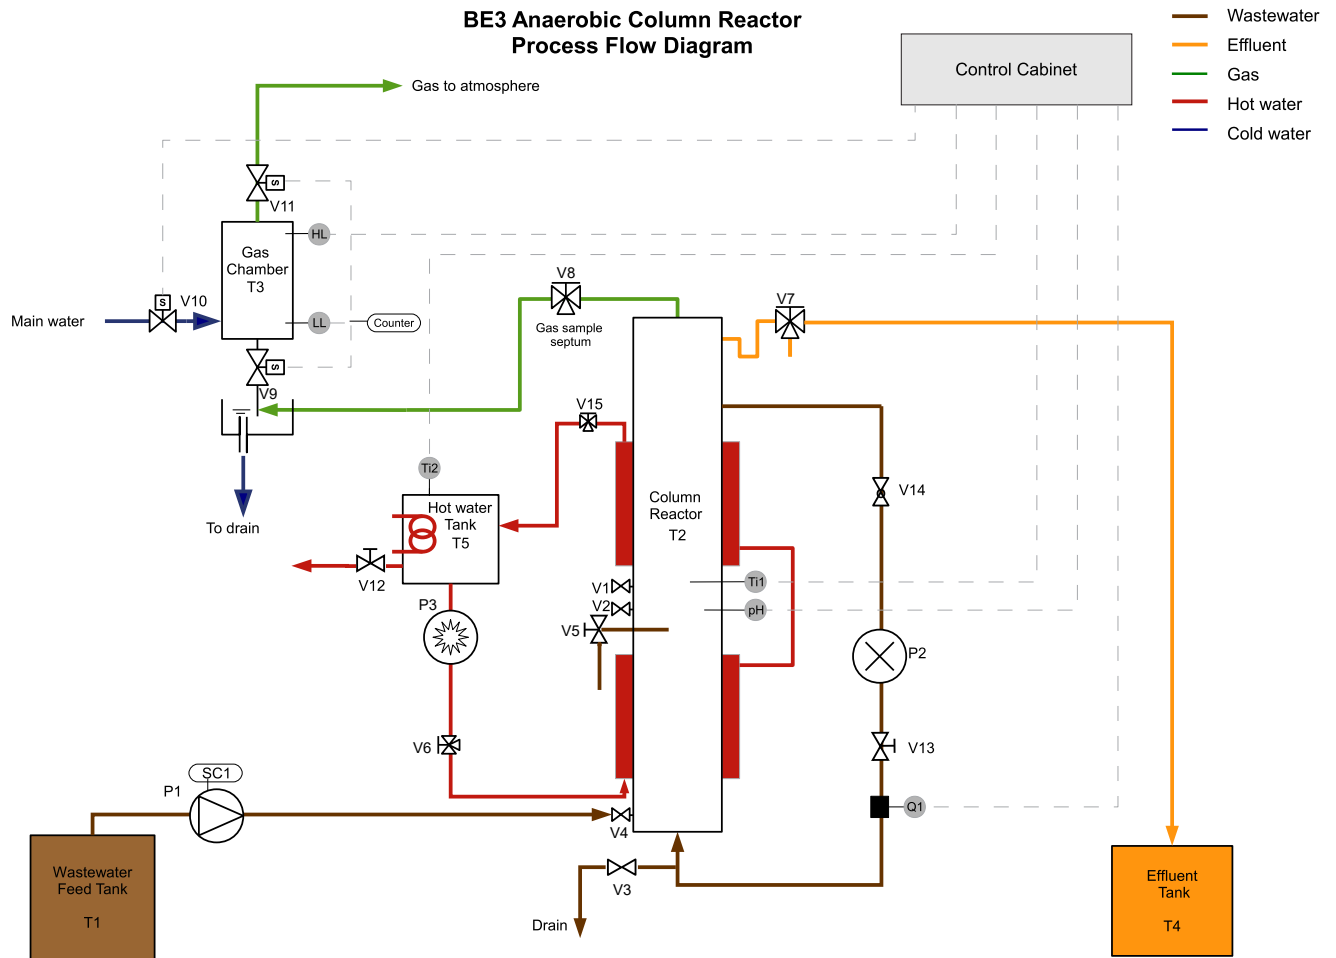 BE3 Anaerobic Column Reactor
Process Flow Diagram
Wastewater
Effluent
Gas
Hot water
Cold water
Control Cabinet
Gas to atmosphere
S
V11
HL
Gas
Chamber
T3
S
V10
Main water
LL
Counter
S
V9
To drain
V8
Gas sample
septum
V7
V15
Ti2
Hot water
Tank
T5
V12
P3
Column
Reactor
T2
V14
V1
V2
V5
Ti1
pH
P2
V6
V13
SC1
P1
V4
Q1
V3
Drain
Wastewater
Feed Tank
T1
Effluent
Tank
T4